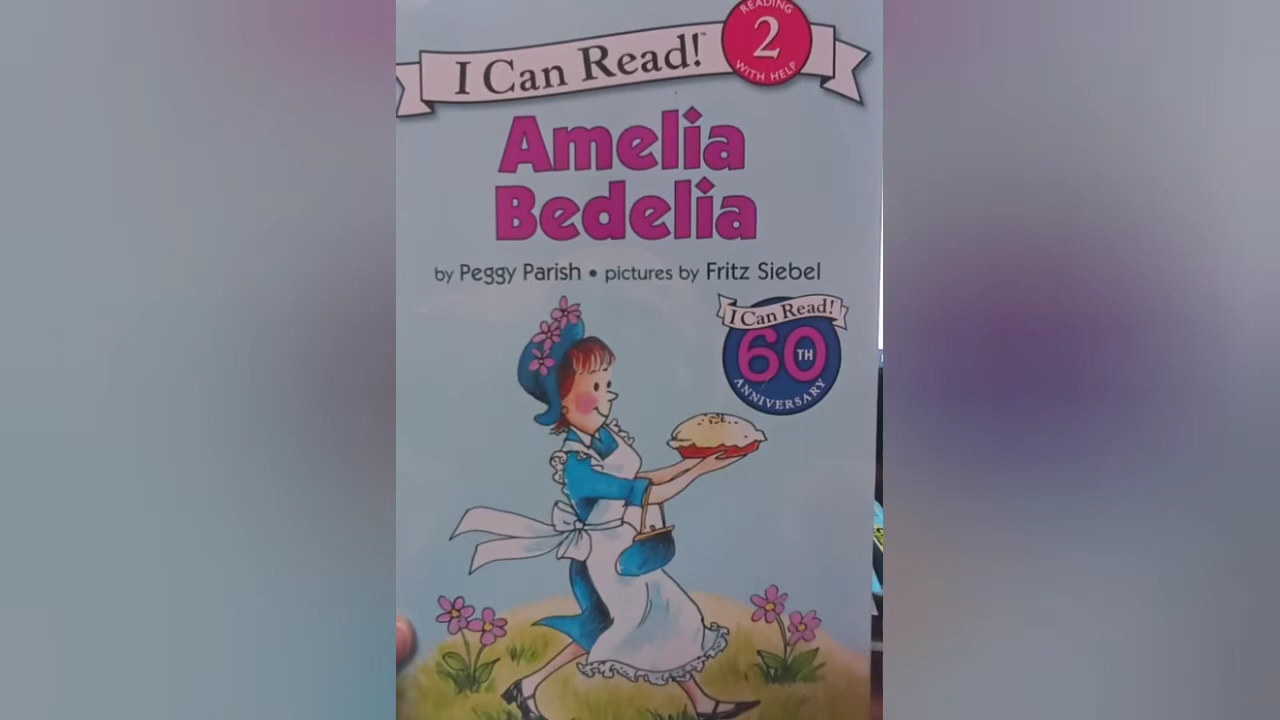 READING
2
WITH HELP
I Can Read!™
Amelia
Bedelia
by Peggy Parish • pictures by Fritz Siebel
I Can Read!
60TH
ANNIVERSARY